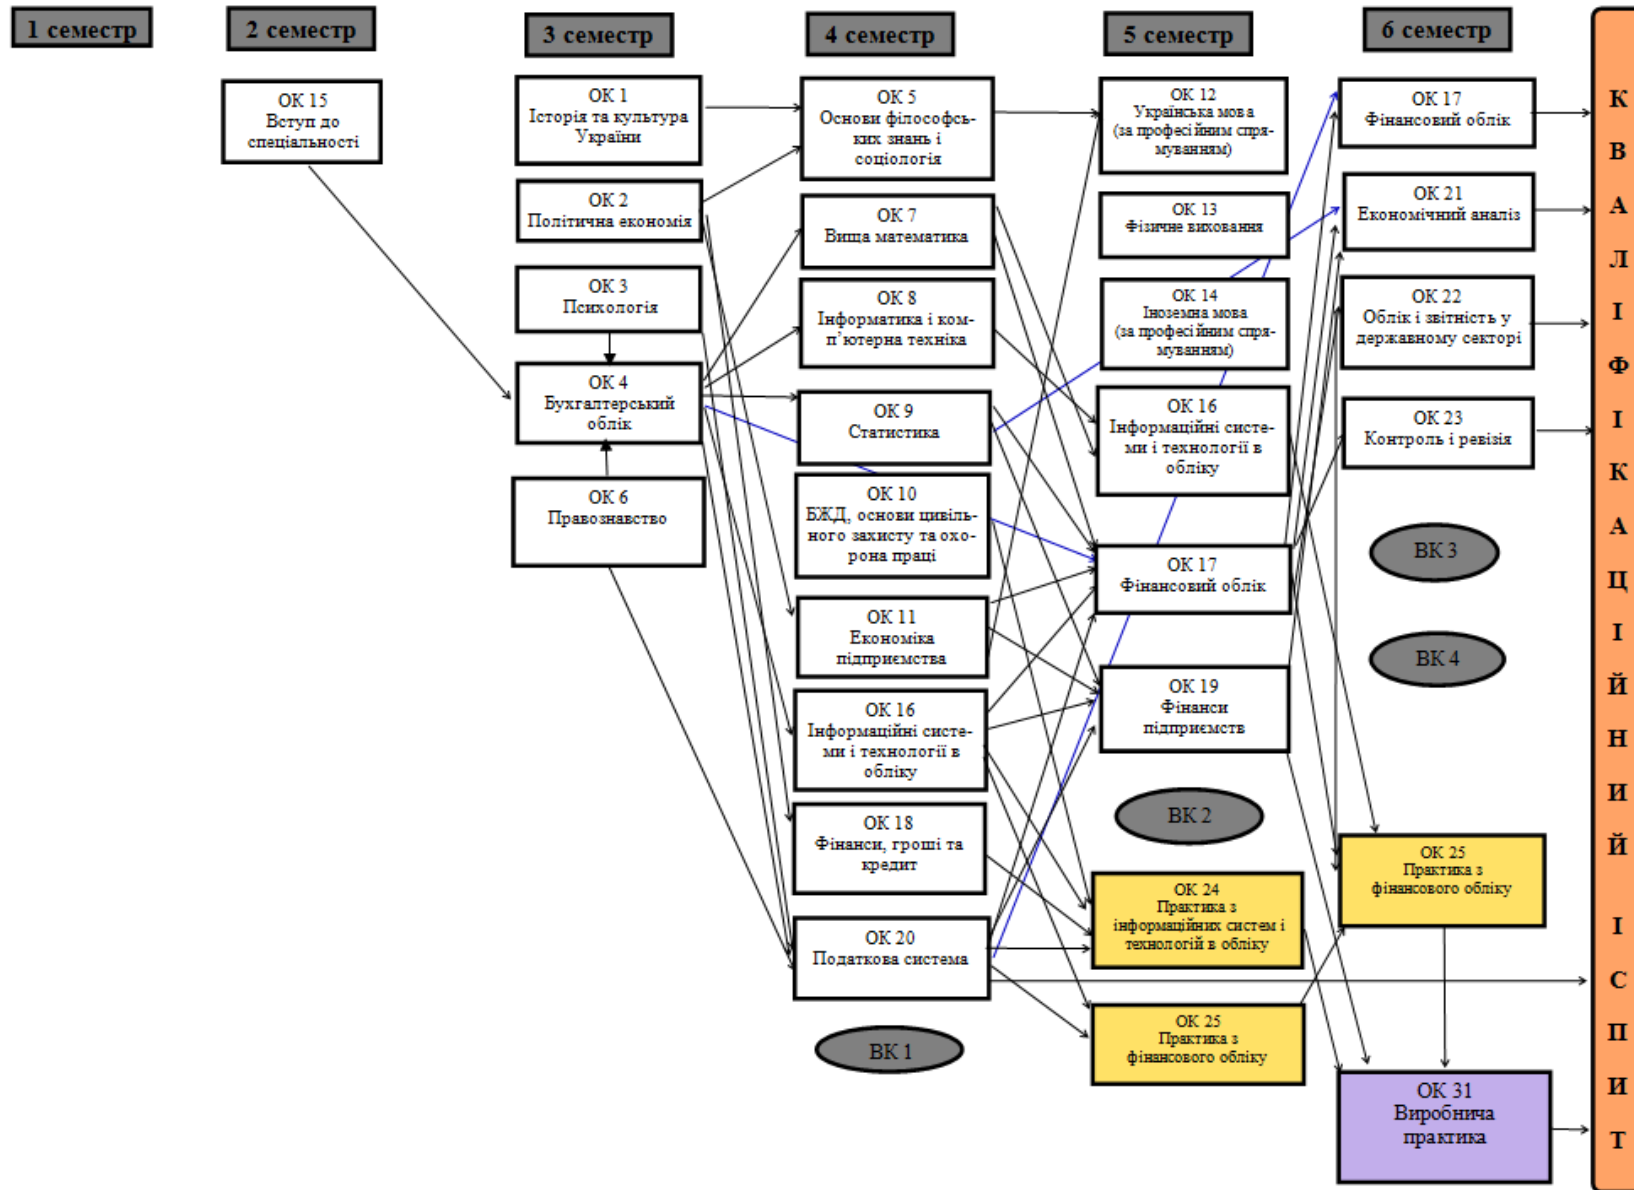 1 семестр
2 семестр
3 семестр
4 семестр
5 семестр
6 семестр
ОК 15
Вступ до
спеціальності
ОК 1
Історія та культура
України
ОК 2
Політична економія
ОК 3
Психологія
ОК 4
Бухгалтерський
облік
ОК 6
Правознавство
ОК 5
Основи філософсь-
ких знань і
соціологія
ОК 7
Вища математика
ОК 8
Інформатика і ком-
п’ютерна техніка
ОК 9
Статистика
ОК 10
БЖД, основи цивіль-
ного захисту та охо-
рона праці
ОК 11
Економіка
підприємства
ОК 16
Інформаційні систе-
ми і технології в
обліку
ОК 18
Фінанси, гроші та
кредит
ОК 20
Податкова система
ВК 1
ОК 12
Українська мова
(за професійним спря-
муванням)
ОК 13
Фізичне виховання
ОК 14
Іноземна мова
(за професійним спря-
муванням)
ОК 16
Інформаційні систе-
ми і технології в
обліку
ОК 17
Фінансовий облік
ОК 19
Фінанси
підприємств
ВК 2
ОК 24
Практика з
інформаційних систем і
технологій в обліку
ОК 25
Практика з
фінансового обліку
ОК 17
Фінансовий облік
ОК 21
Економічний аналіз
ОК 22
Облік і звітність у
державному секторі
ОК 23
Контроль і ревізія
ВК 3
ВК 4
ОК 25
Практика з
фінансового обліку
ОК 31
Виробнича
практика
КВАЛІФІКАЦІЙНИЙ ІСПИТ